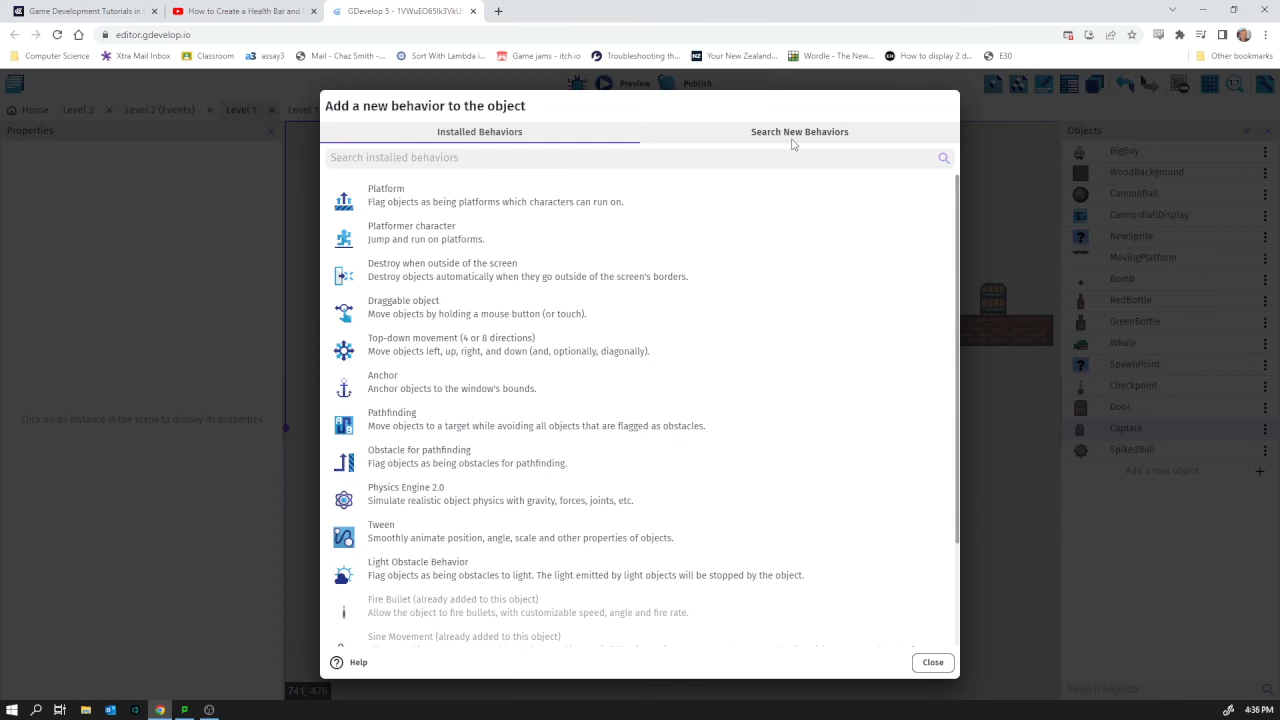 Game Development Tutorials in t
How to Create a Health Bar and
GDevelop 5 - 1VWuEO65Ik3VkUI
editor.gdevelop.io
Computer Science
Xtra Mail Inbox
Classroom
assay3
Mail - Chaz Smith -...
Sort With Lambda i...
Game jams - itch.io
Troubleshooting th...
Your New Zealand...
Wordle - The New...
How to display 2 d...
E30
Other bookmarks
Preview
Publish
1:1
Home
Level 2
Level 2 (Events)
Level 1
Properties
Objects
Click on an instance in the scene to display its properties
Add a new behavior to the object
Installed Behaviors
Search New Behaviors
Search installed behaviors
Platform
Flag objects as being platforms which characters can run on.
Platformer character
Jump and run on platforms.
Destroy when outside of the screen
Destroy objects automatically when they go outside of the screen's borders.
Draggable object
Move objects by holding a mouse button (or touch).
Top-down movement (4 or 8 directions)
Move objects left, up, right, and down (and, optionally, diagonally).
Anchor
Anchor objects to the window's bounds.
Pathfinding
Move objects to a target while avoiding all objects that are flagged as obstacles.
Obstacle for pathfinding
Flag objects as being obstacles for pathfinding.
Physics Engine 2.0
Simulate realistic object physics with gravity, forces, joints, etc.
Tween
Smoothly animate position, angle, scale and other properties of objects.
Light Obstacle Behavior
Flag objects as being obstacles to light. The light emitted by light objects will be stopped by the object.
Fire Bullet (already added to this object)
Allow the object to fire bullets, with customizable speed, angle and fire rate.
Sine Movement (already added to this object)
Help
Close
BigGuy
WoodBackground
CannonBall
CannonballDisplay
NewSprite
MovingPlatform
Bomb
RedBottle
GreenBottle
Whale
SpawnPoint
Checkpoint
Door
Captain
SpikedBall
Add a new object
741,-476
Search objects
4:36 PM